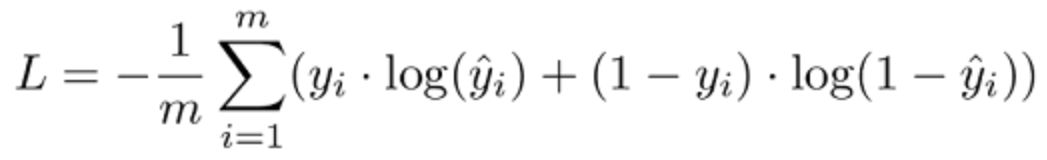 L = -\frac{1}{m} \sum_{i=1}^{m} (y_i \cdot \log(\hat{y}_i) + (1 - y_i) \cdot \log(1 - \hat{y}_i))